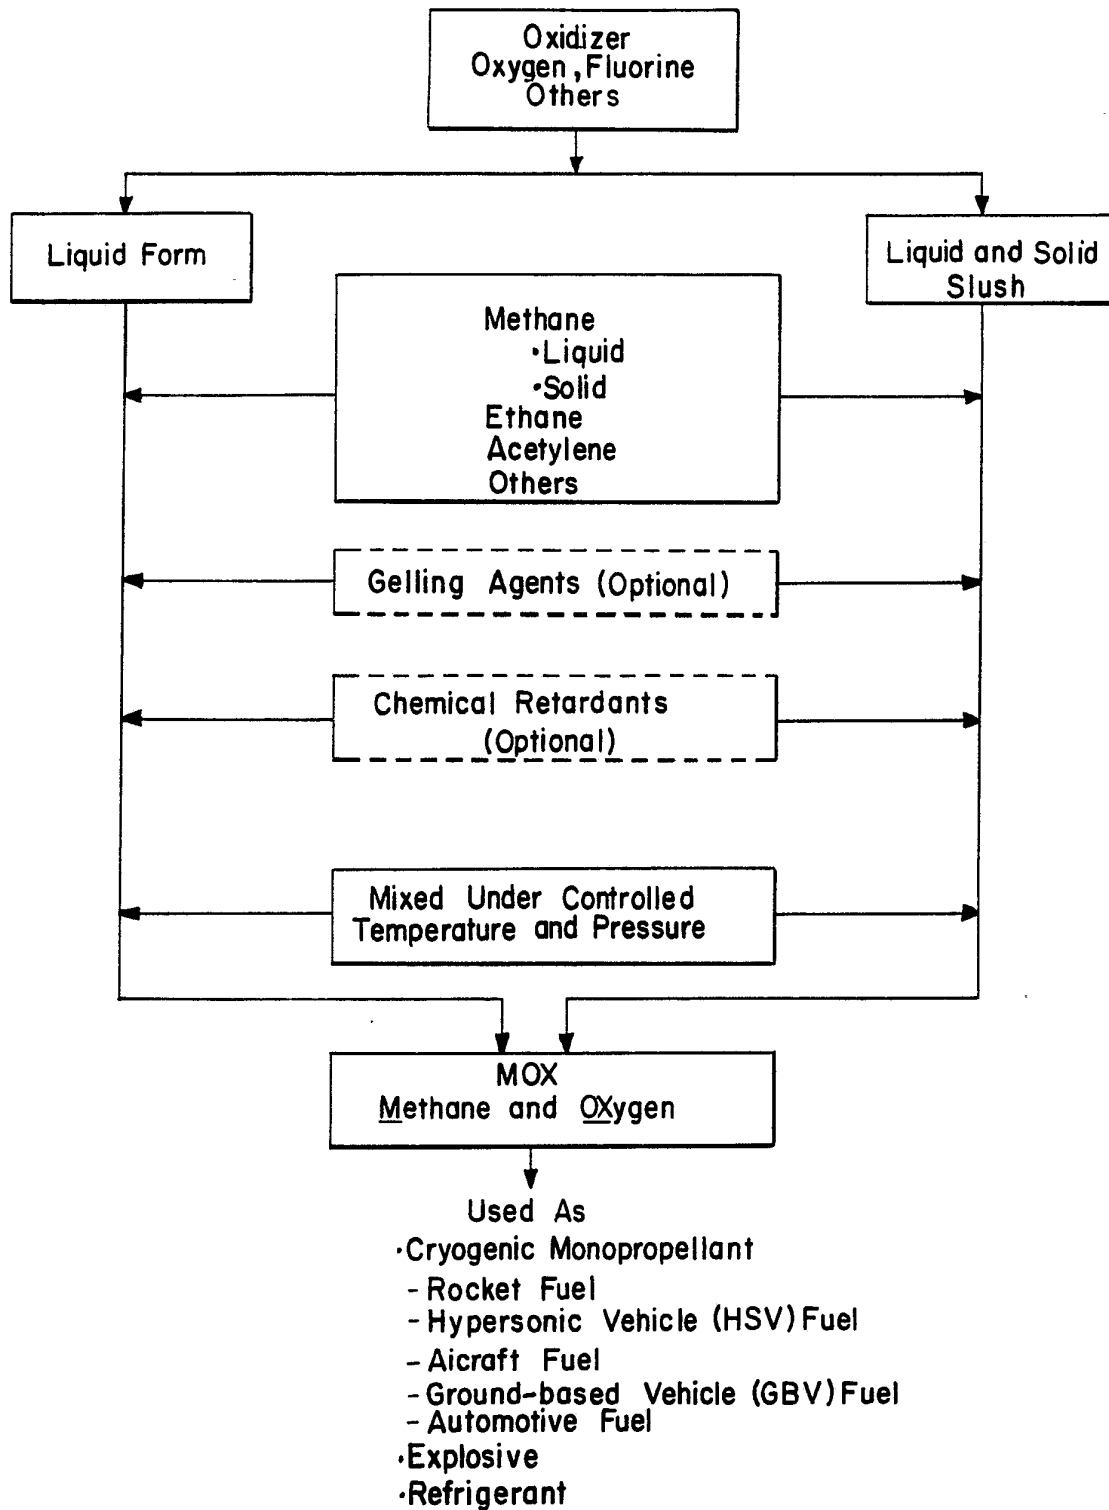 Oxidizer
Oxygen, Fluorine
Others
Liquid Form
Liquid and Solid
Slush
Methane
·Liquid
·Solid
Ethane
Acetylene
Others
Gelling Agents (Optional)
Chemical Retardants
(Optional)
Mixed Under Controlled
Temperature and Pressure
MOX
Methane and OXygen
Used As
·Cryogenic Monopropellant
- Rocket Fuel
- Hypersonic Vehicle (HSV) Fuel
- Aicraft Fuel
- Ground-based Vehicle (GBV) Fuel
- Automotive Fuel
·Explosive
·Refrigerant